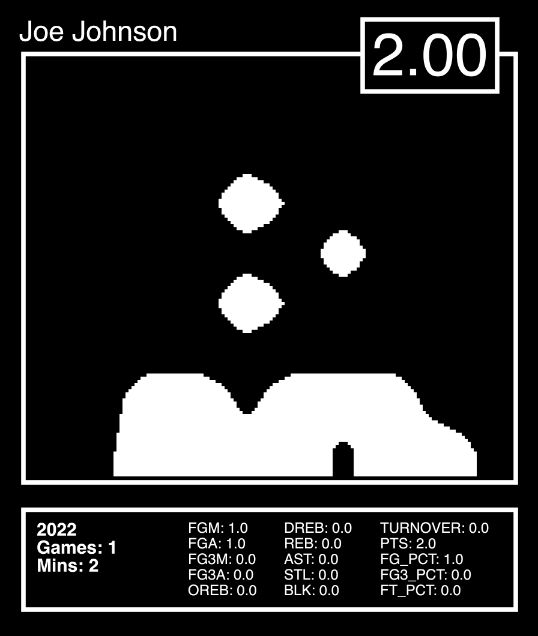 Joe Johnson
2.00
2022
Games: 1
Mins: 2
FGM: 1.0
FGA: 1.0
FG3M: 0.0
FG3A: 0.0
OREB: 0.0
DREB: 0.0
REB: 0.0
AST: 0.0
STL: 0.0
BLK: 0.0
TURNOVER: 0.0
PTS: 2.0
FG_PCT: 1.0
FG3_PCT: 0.0
FT_PCT: 0.0